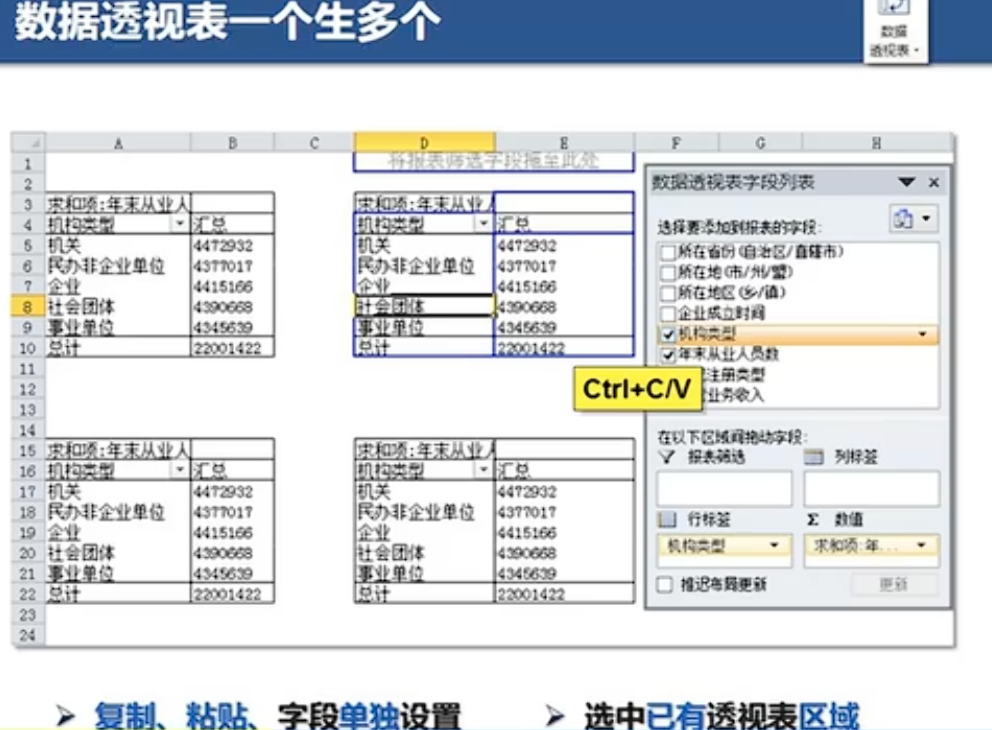 数据透视表一个生多个
数据
透视表
A B C D E F G H
1 将报表筛选字段拖至此处
2
3 求和项:年末从业人 求和项:年末从业人
4 机构类型 汇总 机构类型 汇总
5 机关 4472932 机关 4472932
6 民办非企业单位 4377017 民办非企业单位 4377017
7 企业 4415166 企业 4415166
8 社会团体 4390668 社会团体 4390668
9 事业单位 4345639 事业单位 4345639
10 总计 22001422 总计 22001422
11
12
13
14
15 求和项:年末从业人 求和项:年末从业人
16 机构类型 汇总 机构类型 汇总
17 机关 4472932 机关 4472932
18 民办非企业单位 4377017 民办非企业单位 4377017
19 企业 4415166 企业 4415166
20 社会团体 4390668 社会团体 4390668
21 事业单位 4345639 事业单位 4345639
22 总计 22001422 总计 22001422
23
24
Ctrl+C/V
数据透视表字段列表
选择要添加到报表的字段:
所在省份(自治区/直辖市)
所在地(市/州/盟)
所在地区(乡/镇)
企业成立时间
机构类型
年末从业人员数
注册类型
业务收入
在以下区域间拖动字段:
报表筛选 列标签
行标签 Σ 数值
机构类型 求和项:年...
推迟布局更新 更新
➢ 复制、粘贴、字段单独设置
➢ 选中已有透视表区域